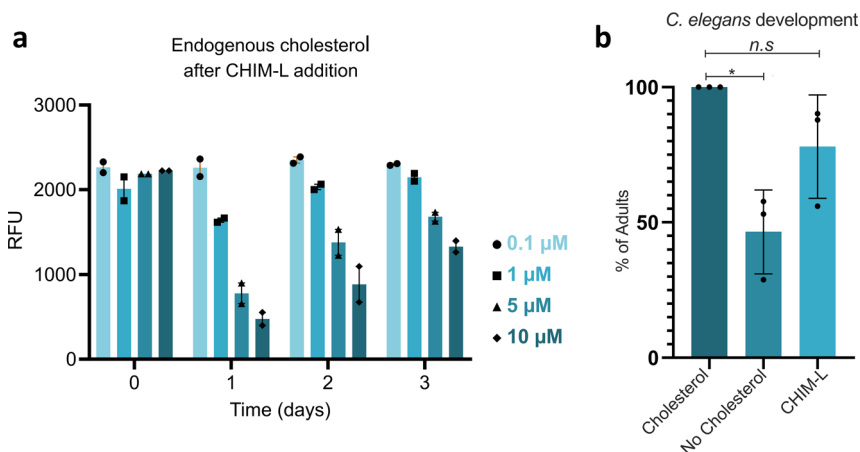 a
Endogenous cholesterol
after CHIM-L addition
3000
2000
1000
0
RFU
0 1 2 3
Time (days)
0.1 µM
1 µM
5 µM
10 µM
b
C. elegans development
n.s
*
100
50
0
% of Adults
Cholesterol
No Cholesterol
CHIM-L